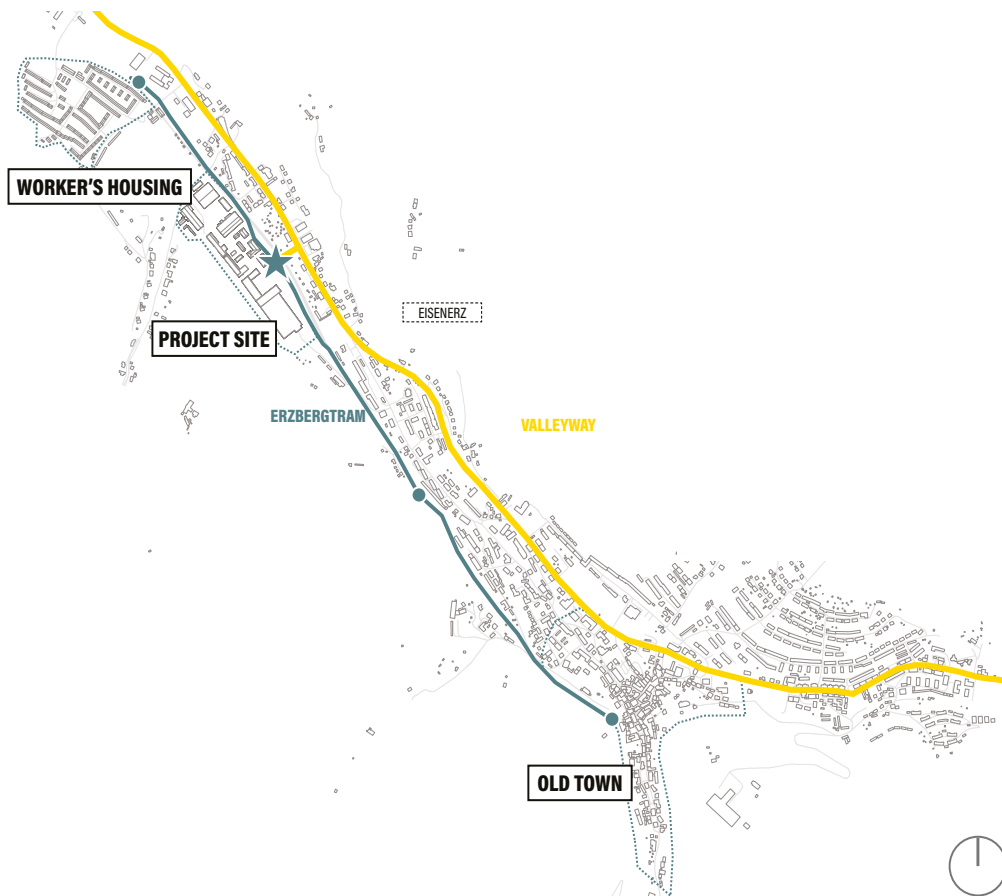 WORKER'S HOUSING
EISENERZ
PROJECT SITE
ERZBERGTRAM
VALLEYWAY
OLD TOWN